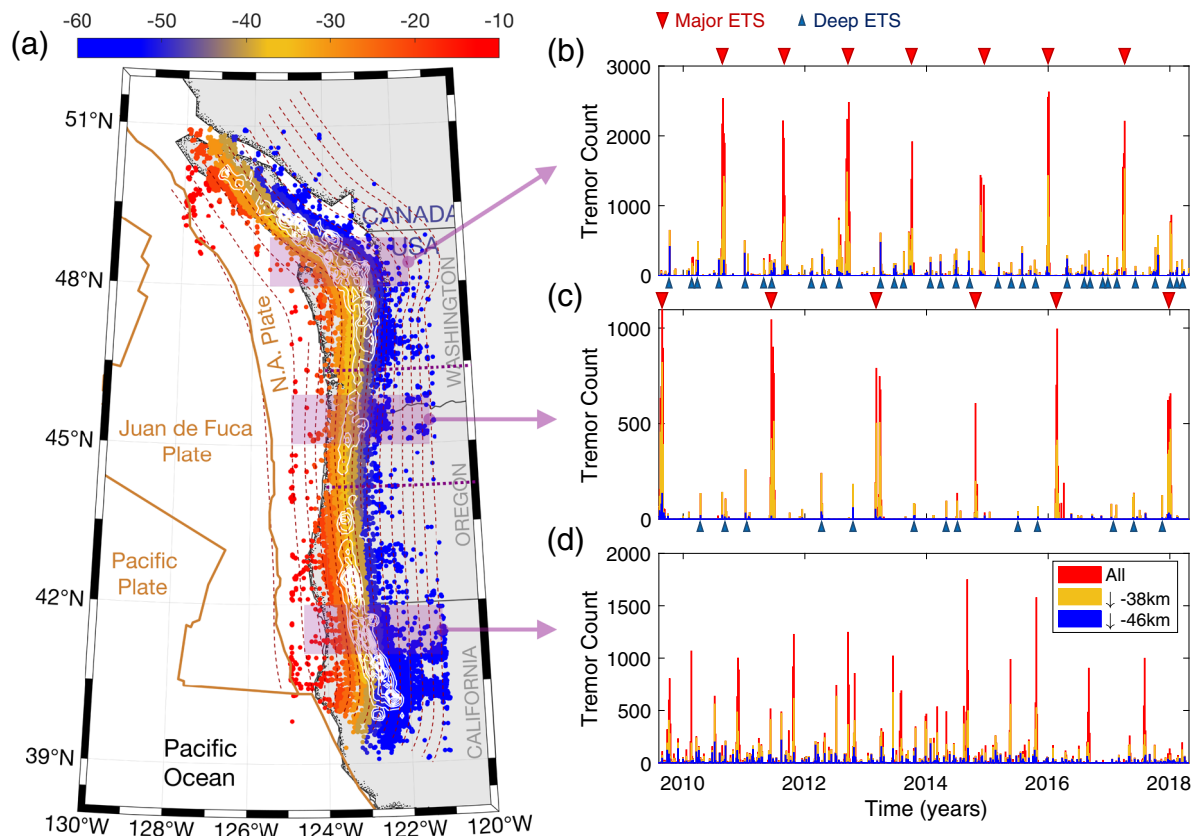 (a)
-60 -50 -40 -30 -20 -10
51°N
48°N
45°N
42°N
39°N
130°W 128°W 126°W 124°W 122°W 120°W
CANADA
USA
WASHINGTON
OREGON
CALIFORNIA
N.A. Plate
Juan de Fuca
Plate
Pacific
Plate
Pacific
Ocean
Major ETS Deep ETS
(b)
3000
2000
1000
0
Tremor Count
(c)
1000
500
0
Tremor Count
(d)
2000
1500
1000
500
0
Tremor Count
All
↓ -38km
↓ -46km
2010 2012 2014 2016 2018
Time (years)